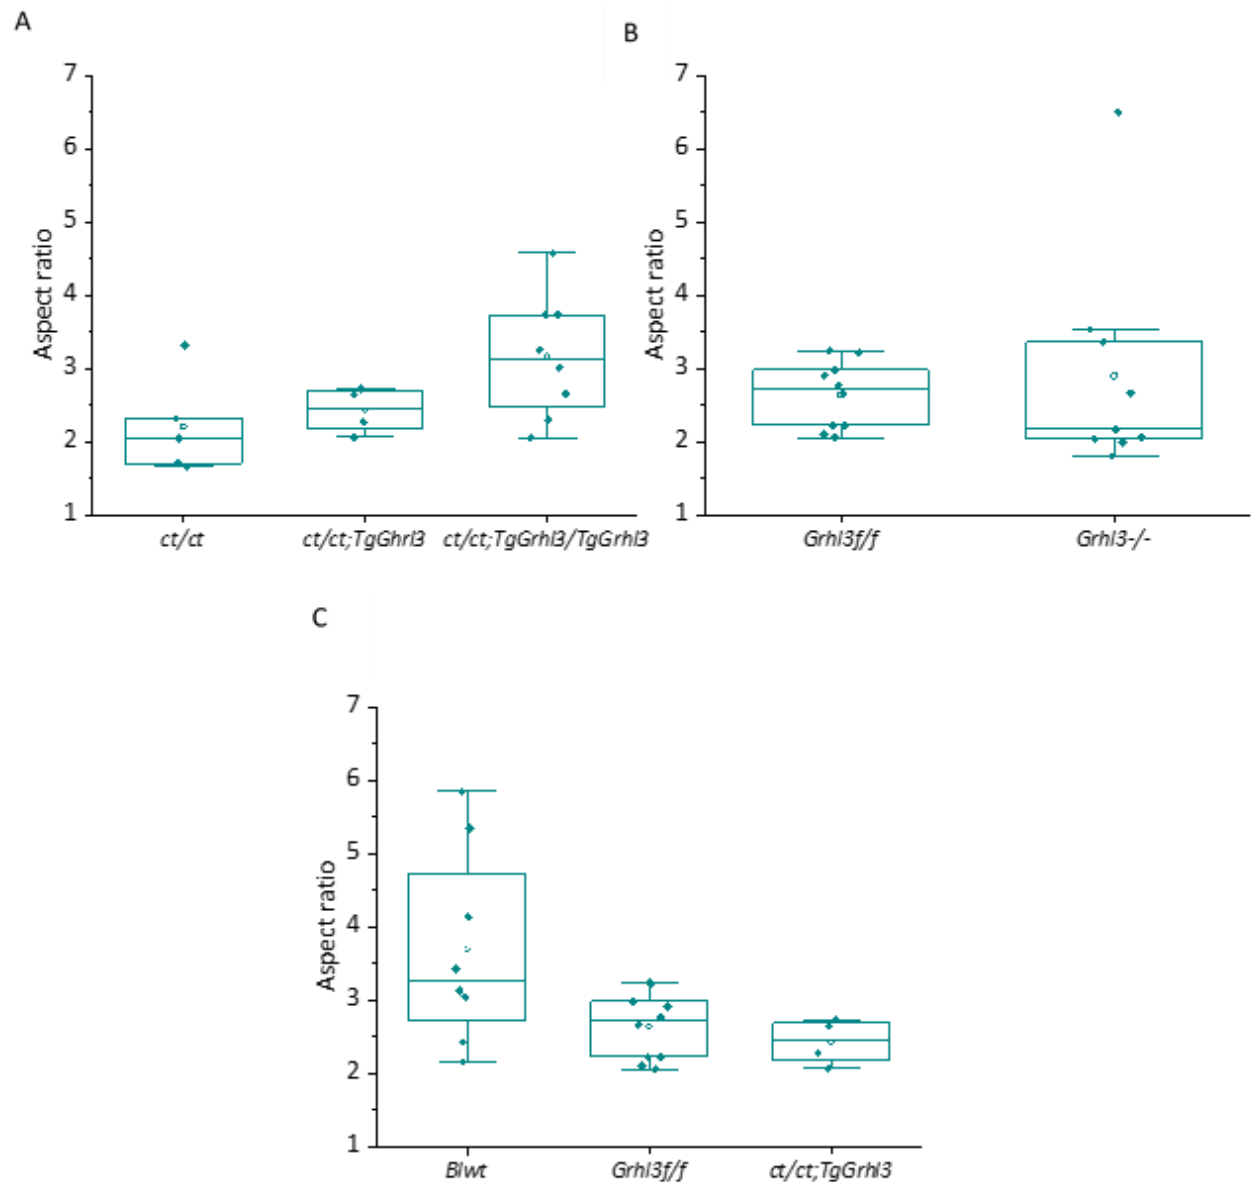 A
7
6
5
4
3
2
1
Aspect ratio
ct/ct
ct/ct;TgGhrl3
ct/ct;TgGrhl3/TgGrhl3
B
7
6
5
4
3
2
1
Aspect ratio
Grhl3f/f
Grhl3-/-
C
7
6
5
4
3
2
1
Aspect ratio
Blwt
Grhl3f/f
ct/ct;TgGrhl3